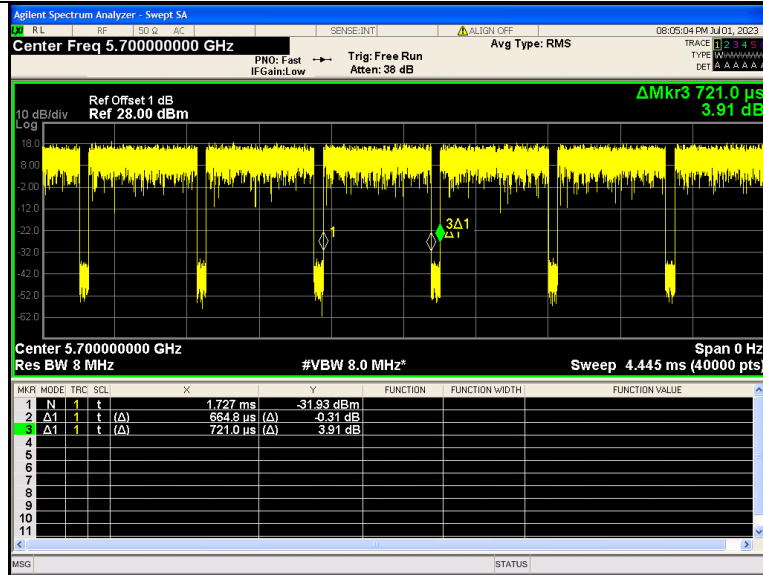 Agilent Spectrum Analyzer - Swept SA
RL RF 50 Ω AC SENSE:INT ALIGN OFF 08:05:04 PM Jul 01, 2023
Center Freq 5.700000000 GHz
Avg Type: RMS
TRACE 1 2 3 4 5
PNO: Fast Trig: Free Run
TYPE W
IFGain:Low Atten: 38 dB
DET A A A A A
ΔMkr3 721.0 µs
3.91 dB
Ref Offset 1 dB
10 dB/div Ref 28.00 dBm
Log
18.0
8.00
-2.00
-12.0
-22.0
-32.0
-42.0
-52.0
-62.0
1
3Δ1
Δ1
Center 5.700000000 GHz Span 0 Hz
Res BW 8 MHz #VBW 8.0 MHz* Sweep 4.445 ms (40000 pts)
MKR MODE TRC SCL X Y FUNCTION FUNCTION WIDTH FUNCTION VALUE
1 N 1 t 1.727 ms -31.93 dBm
2 Δ1 1 t (Δ) 664.8 µs (Δ) -0.31 dB
3 Δ1 1 t (Δ) 721.0 µs (Δ) 3.91 dB
4
5
6
7
8
9
10
11
MSG STATUS